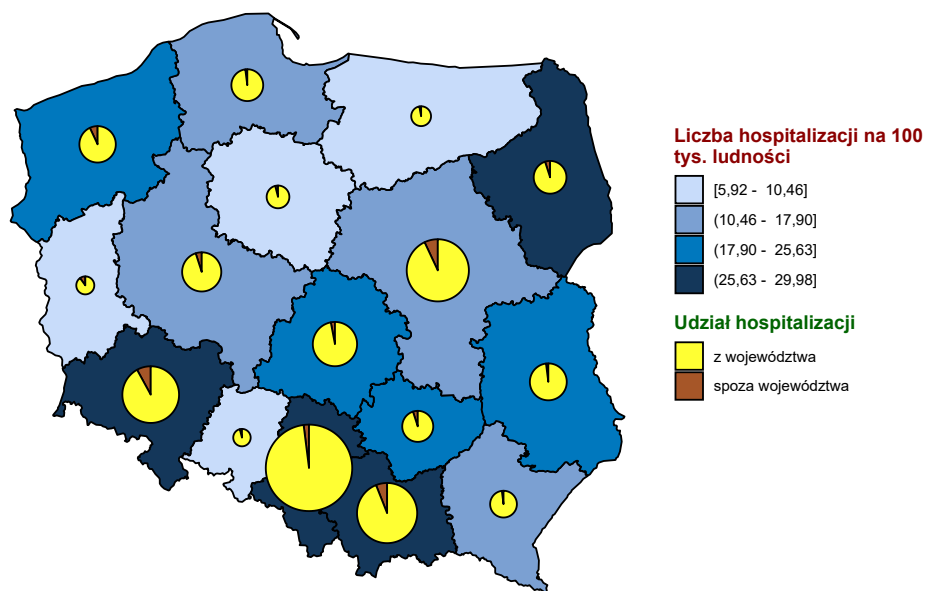 Liczba hospitalizacji na 100
tys. ludności
[5,92 - 10,46]
(10,46 - 17,90]
(17,90 - 25,63]
(25,63 - 29,98]
Udział hospitalizacji
z województwa
spoza województwa